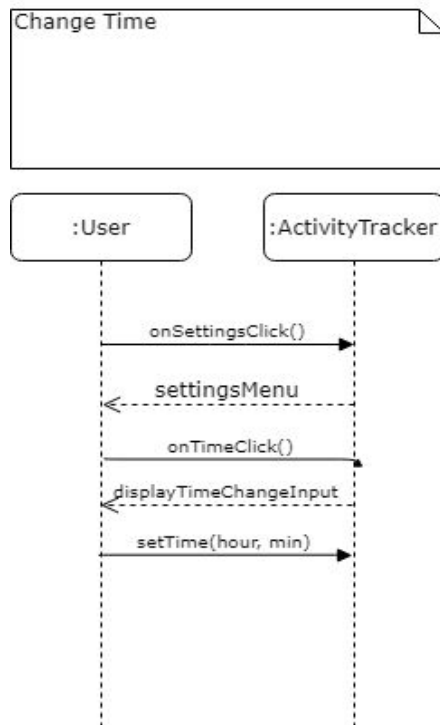 Change Time
:User
:ActivityTracker
onSettingsClick()
settingsMenu
onTimeClick()
displayTimeChangeInput
setTime(hour, min)